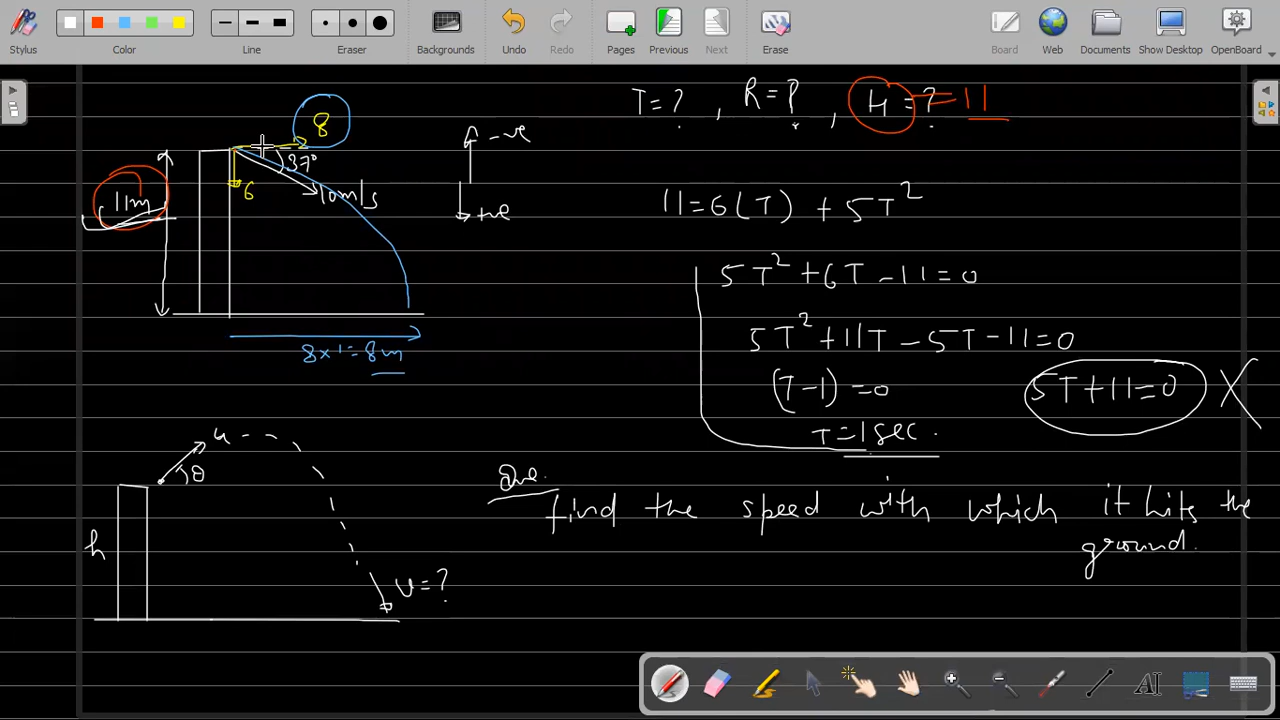 Stylus
Color
Line
Eraser
Backgrounds
Undo
Redo
Pages
Previous
Next
Erase
Board
Web
Documents
Show Desktop
OpenBoard
T=? , R=? , H=? = 11
8
37°
10m/s
6
11m
-ve
+ve
8×1=8m
11=6(T) + 5T²
5T²+6T-11=0
5T²+11T-5T-11=0
(T-1)=0
5T+11=0 X
T=1sec.
u
θ
h
v=?
Que.
find the speed with which it hits the
ground.